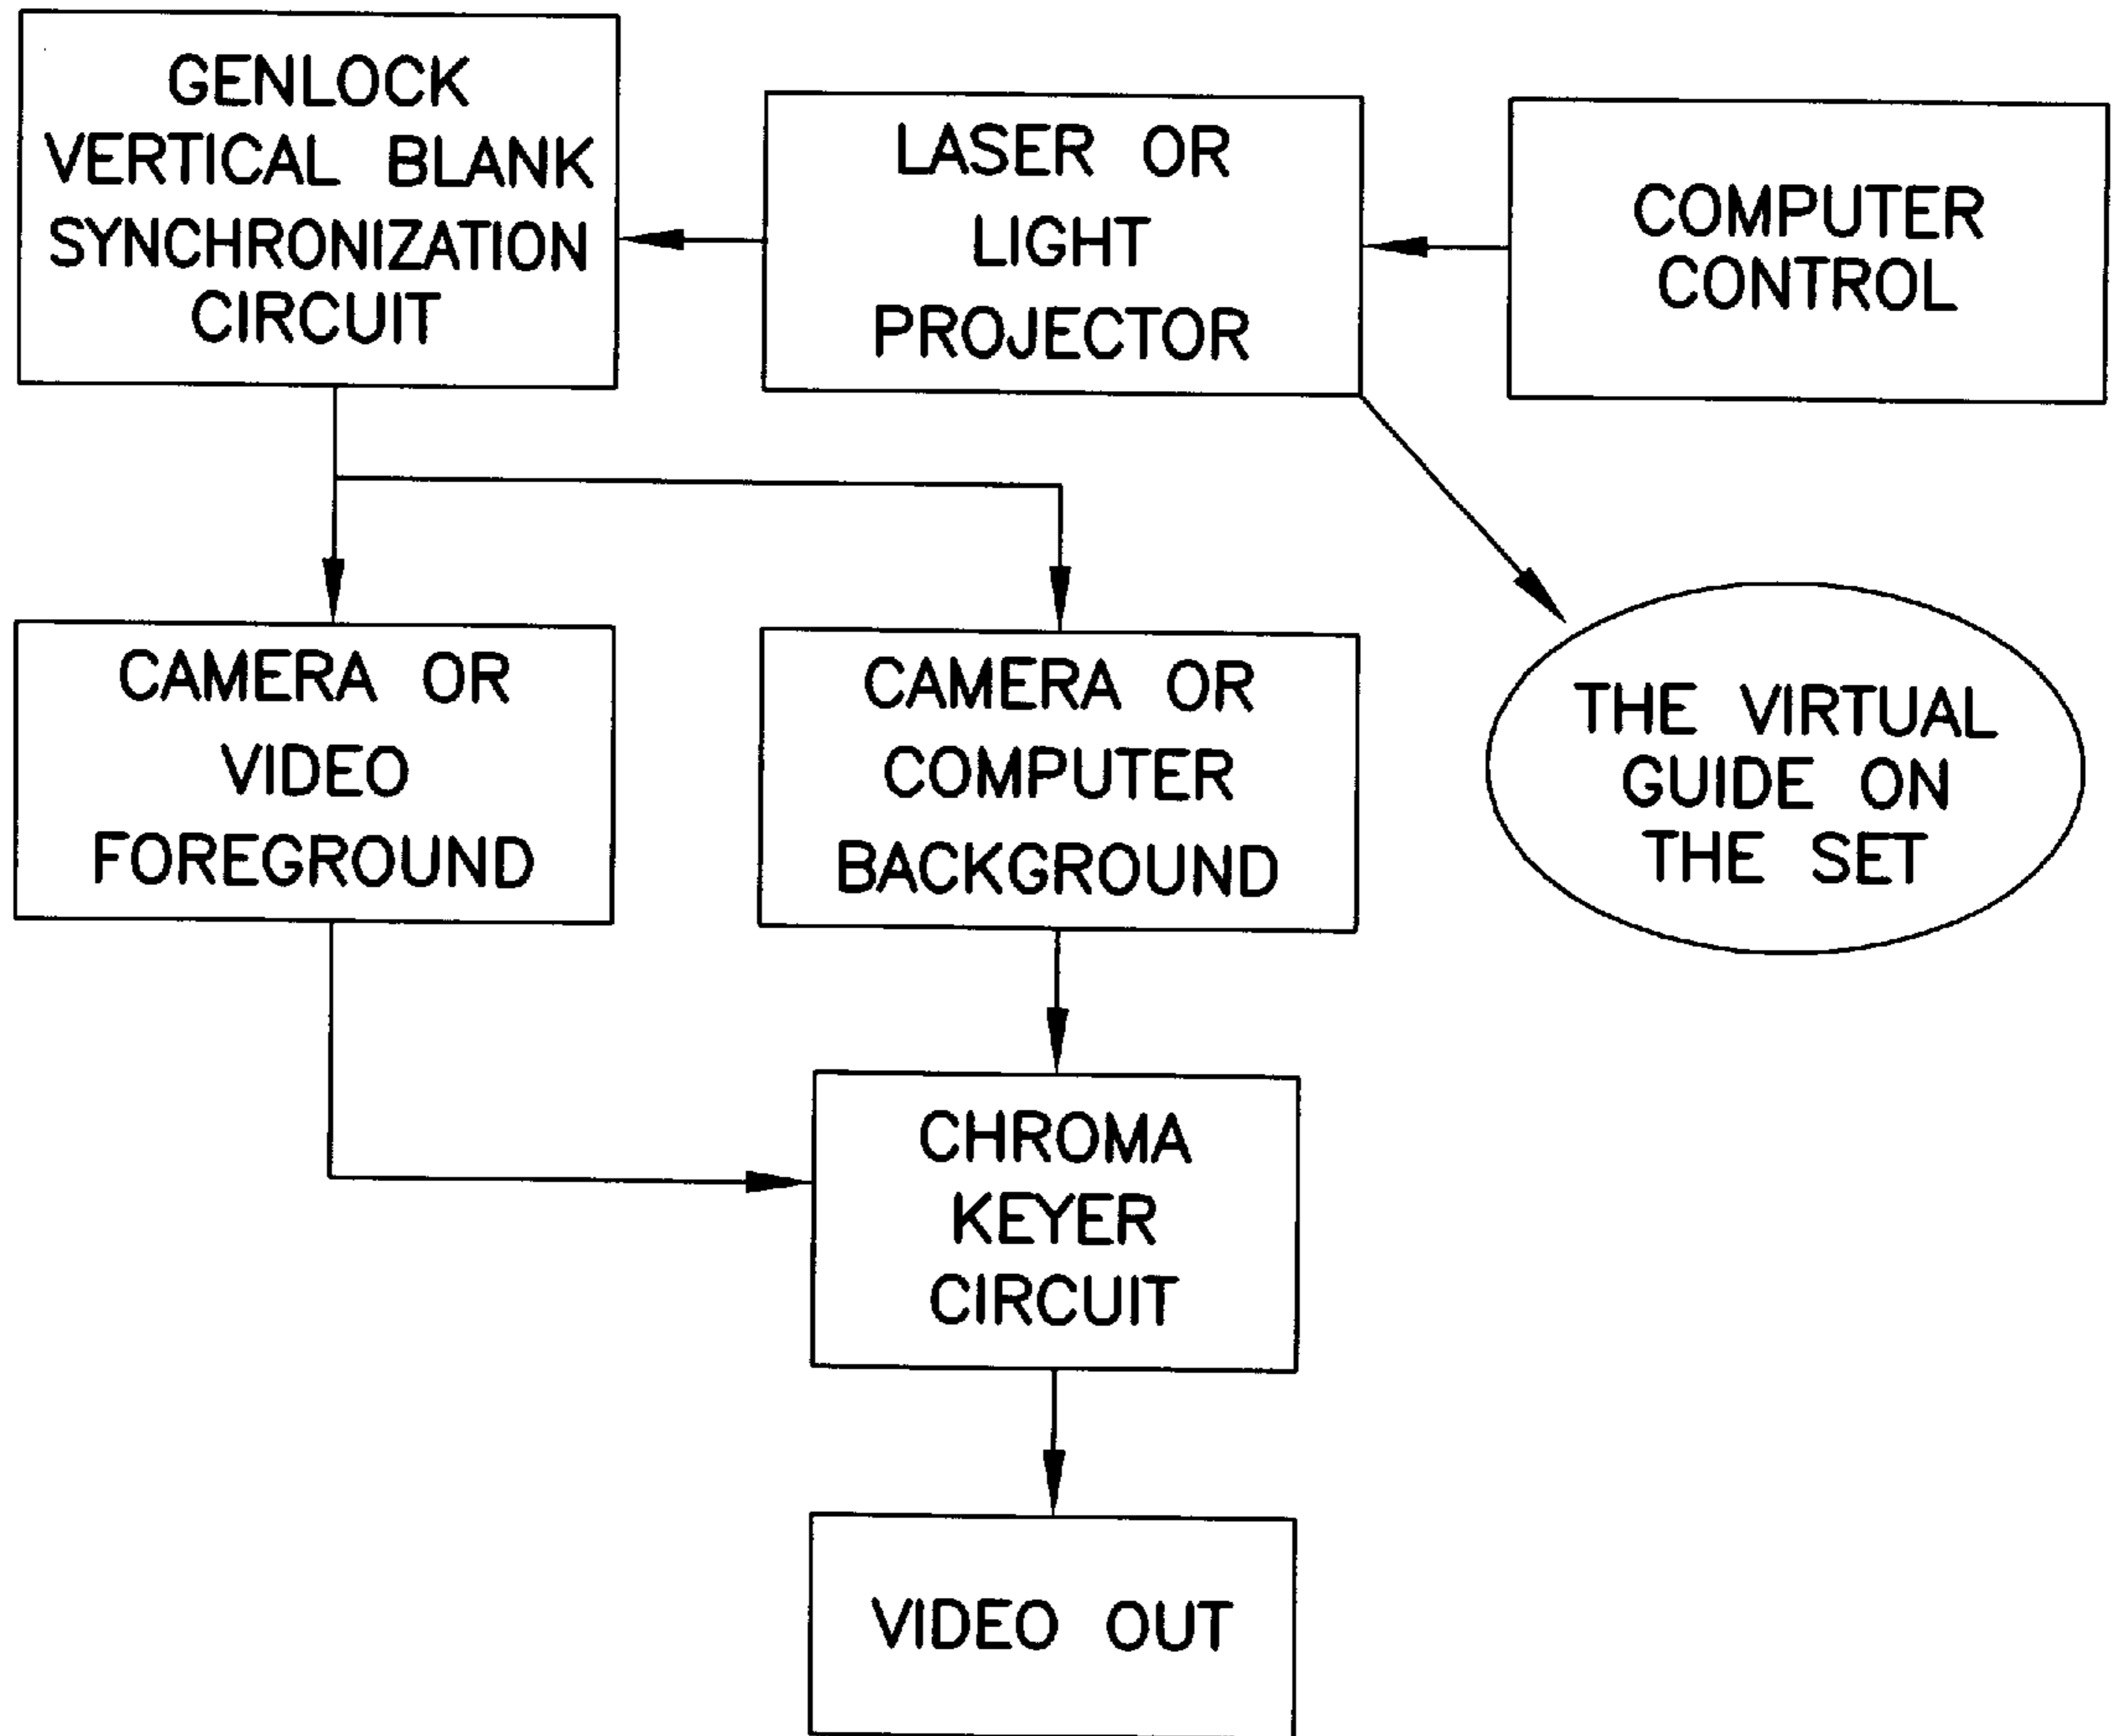 GENLOCK
VERTICAL BLANK
SYNCHRONIZATION
CIRCUIT
LASER OR
LIGHT
PROJECTOR
COMPUTER
CONTROL
CAMERA OR
VIDEO
FOREGROUND
CAMERA OR
COMPUTER
BACKGROUND
THE VIRTUAL
GUIDE ON
THE SET
CHROMA
KEYER
CIRCUIT
VIDEO OUT